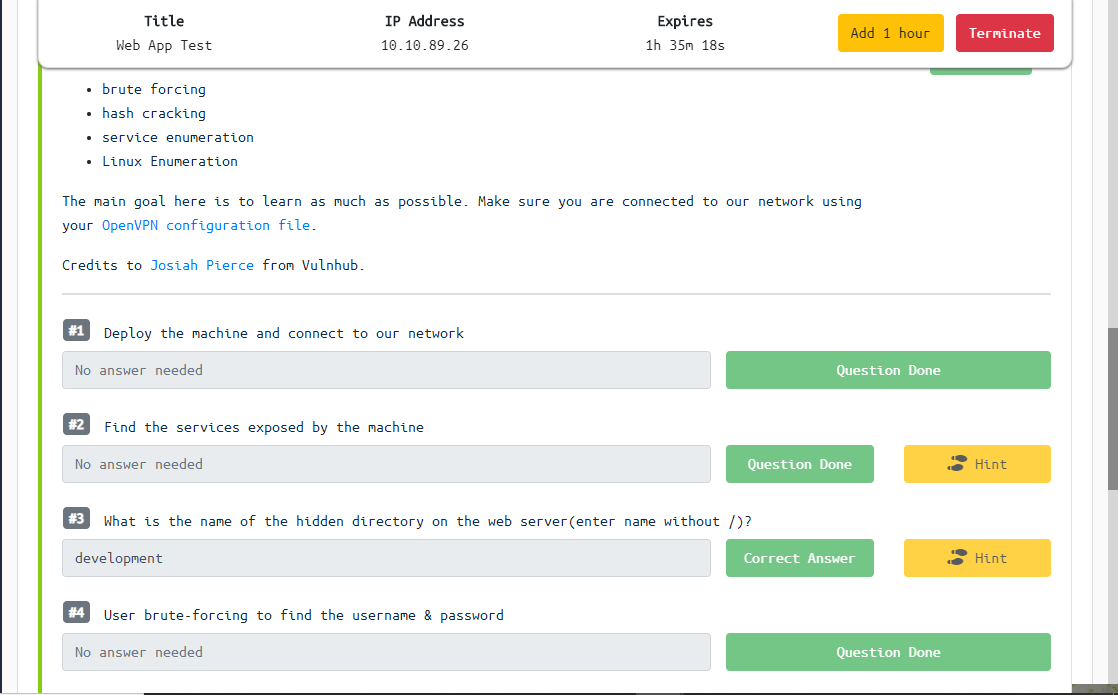 Title IP Address Expires
Web App Test 10.10.89.26 1h 35m 18s Add 1 hour Terminate
• brute forcing
• hash cracking
• service enumeration
• Linux Enumeration
The main goal here is to learn as much as possible. Make sure you are connected to our network using
your OpenVPN configuration file.
Credits to Josiah Pierce from Vulnhub.
#1 Deploy the machine and connect to our network
No answer needed Question Done
#2 Find the services exposed by the machine
No answer needed Question Done Hint
#3 What is the name of the hidden directory on the web server(enter name without /)?
development Correct Answer Hint
#4 User brute-forcing to find the username & password
No answer needed Question Done